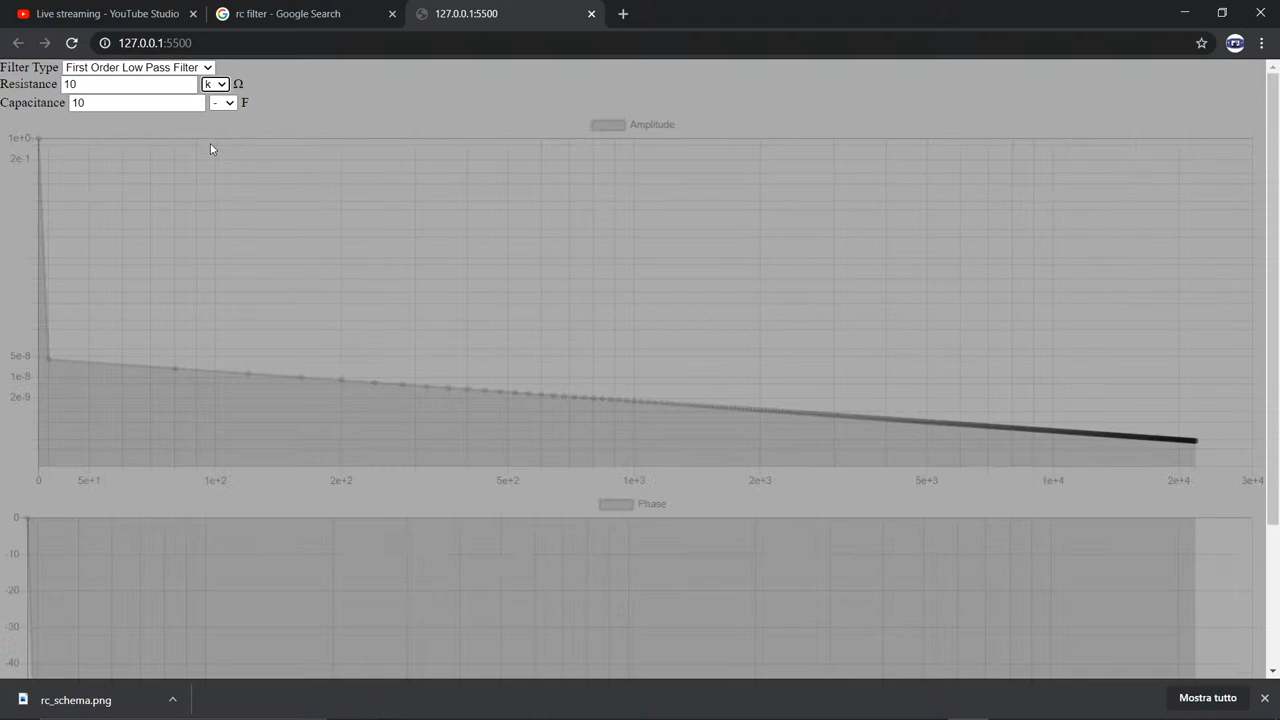 Live streaming - YouTube Studio
rc filter - Google Search
127.0.0.1:5500
127.0.0.1:5500
Filter Type First Order Low Pass Filter
Resistance 10 k Ω
Capacitance 10 - F
Amplitude
1e+0
2e-1
5e-8
1e-8
2e-9
0 5e+1 1e+2 2e+2 5e+2 1e+3 2e+3 5e+3 1e+4 2e+4 3e+4
Phase
0
-10
-20
-30
-40
rc_schema.png
Mostra tutto